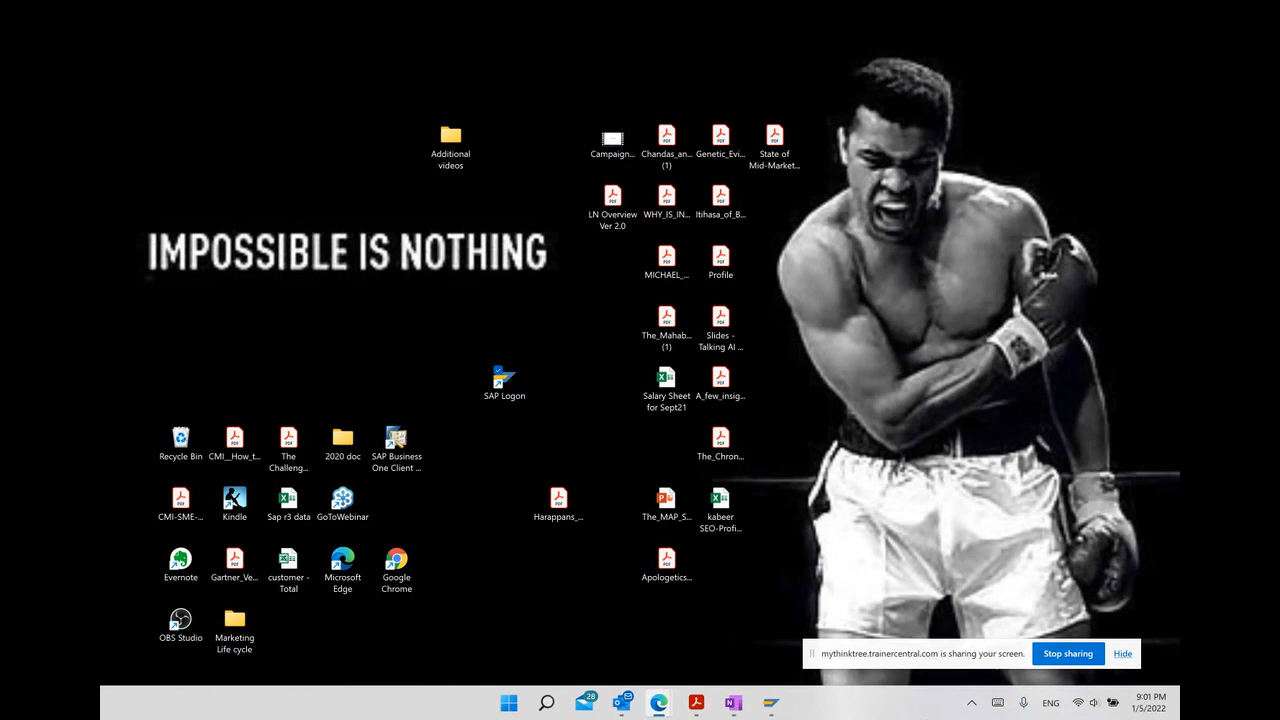 Additional
videos
Campaign...
Chandas_an...
(1)
Genetic_Evi...
State of
Mid-Market...
LN Overview
Ver 2.0
WHY_IS_IN...
Itihasa_of_B...
IMPOSSIBLE IS NOTHING
MICHAEL_...
Profile
The_Mahab...
(1)
Slides -
Talking AI ...
SAP Logon
Salary Sheet
for Sept21
A_few_insig...
Recycle Bin
CMI__How_t...
The
Challeng...
2020 doc
SAP Business
One Client ...
The_Chron...
CMI-SME-...
Kindle
Sap r3 data
GoToWebinar
Harappans_...
The_MAP_S...
kabeer
SEO-Profi...
Evernote
Gartner_Ve...
customer -
Total
Microsoft
Edge
Google
Chrome
Apologetics...
OBS Studio
Marketing
Life cycle
mythinktree.trainercentral.com is sharing your screen.
Stop sharing
Hide
28
ENG
9:01 PM
1/5/2022